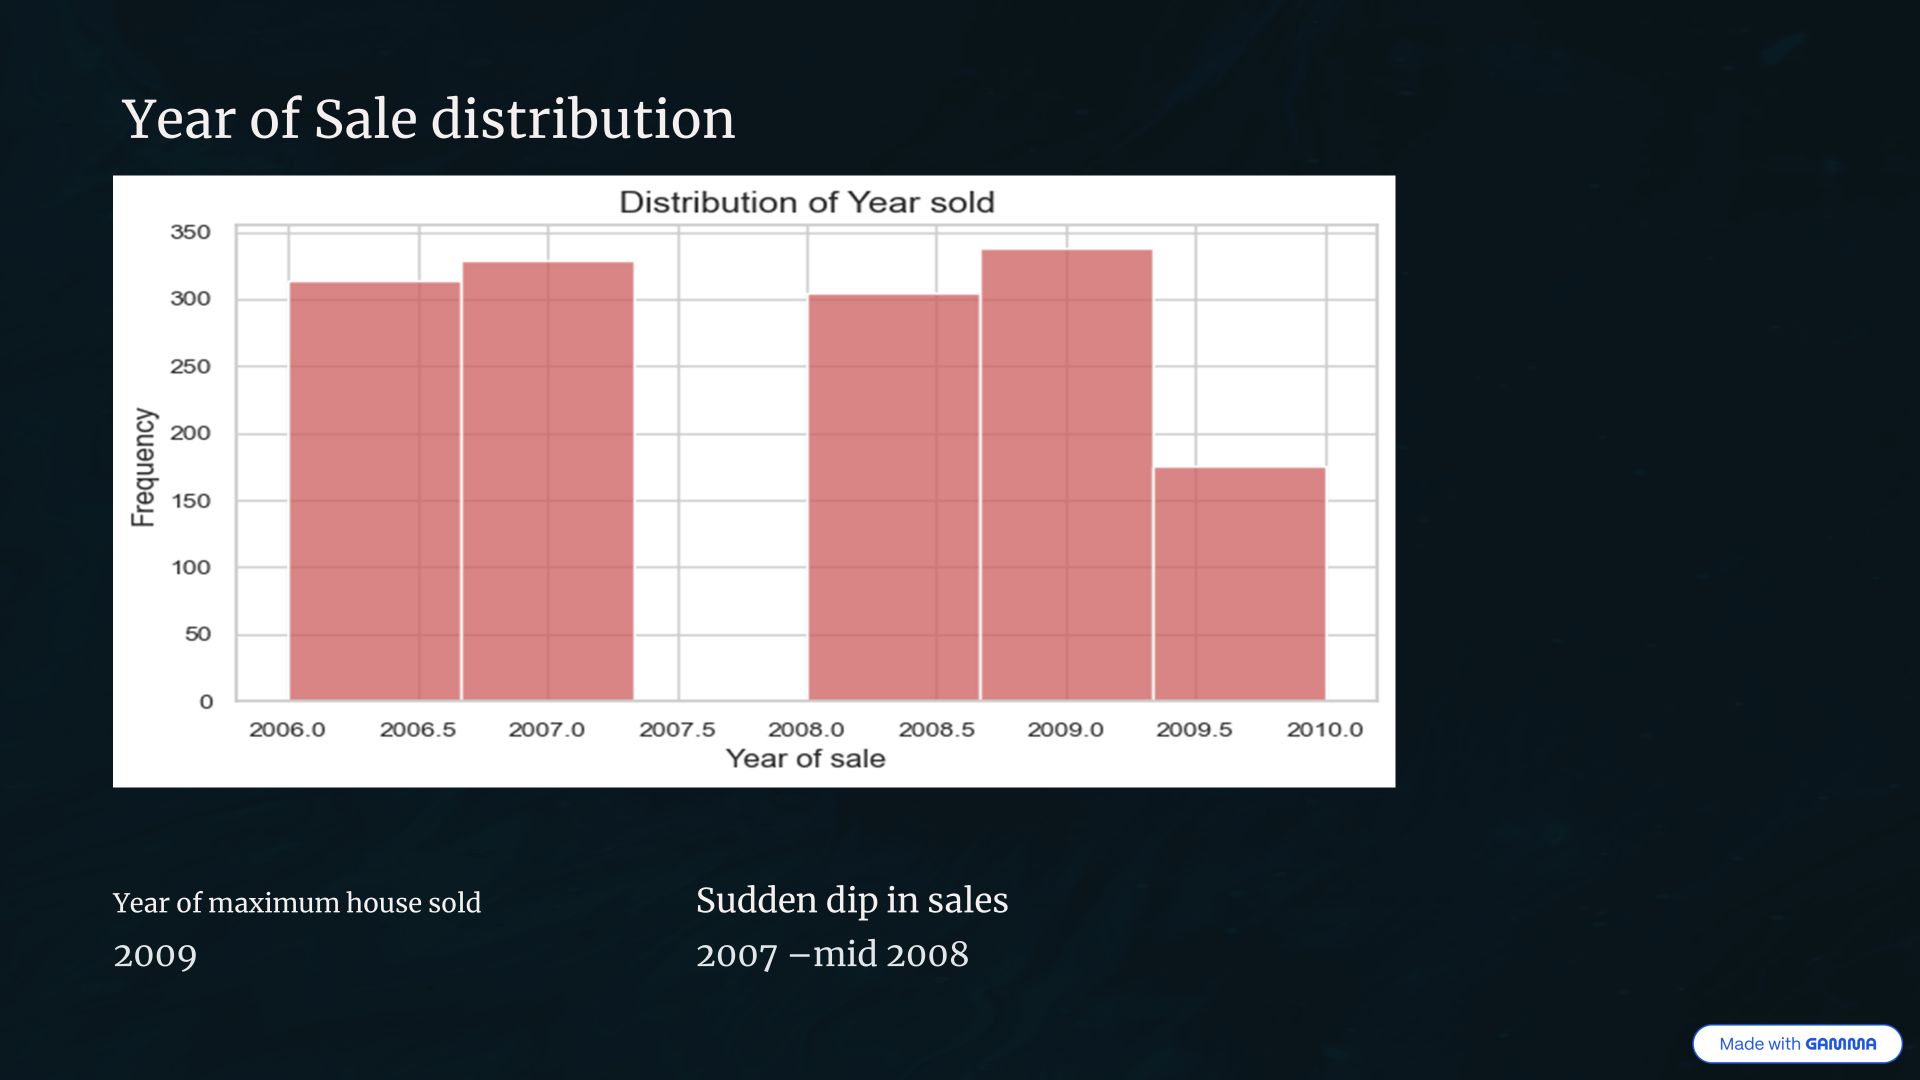 Year of Sale distribution
Distribution of Year sold
350
300
250
200
150
100
50
0
Frequency
2006.0 2006.5 2007.0 2007.5 2008.0 2008.5 2009.0 2009.5 2010.0
Year of sale
Year of maximum house sold
2009
Sudden dip in sales
2007 –mid 2008
Made with GAMMA